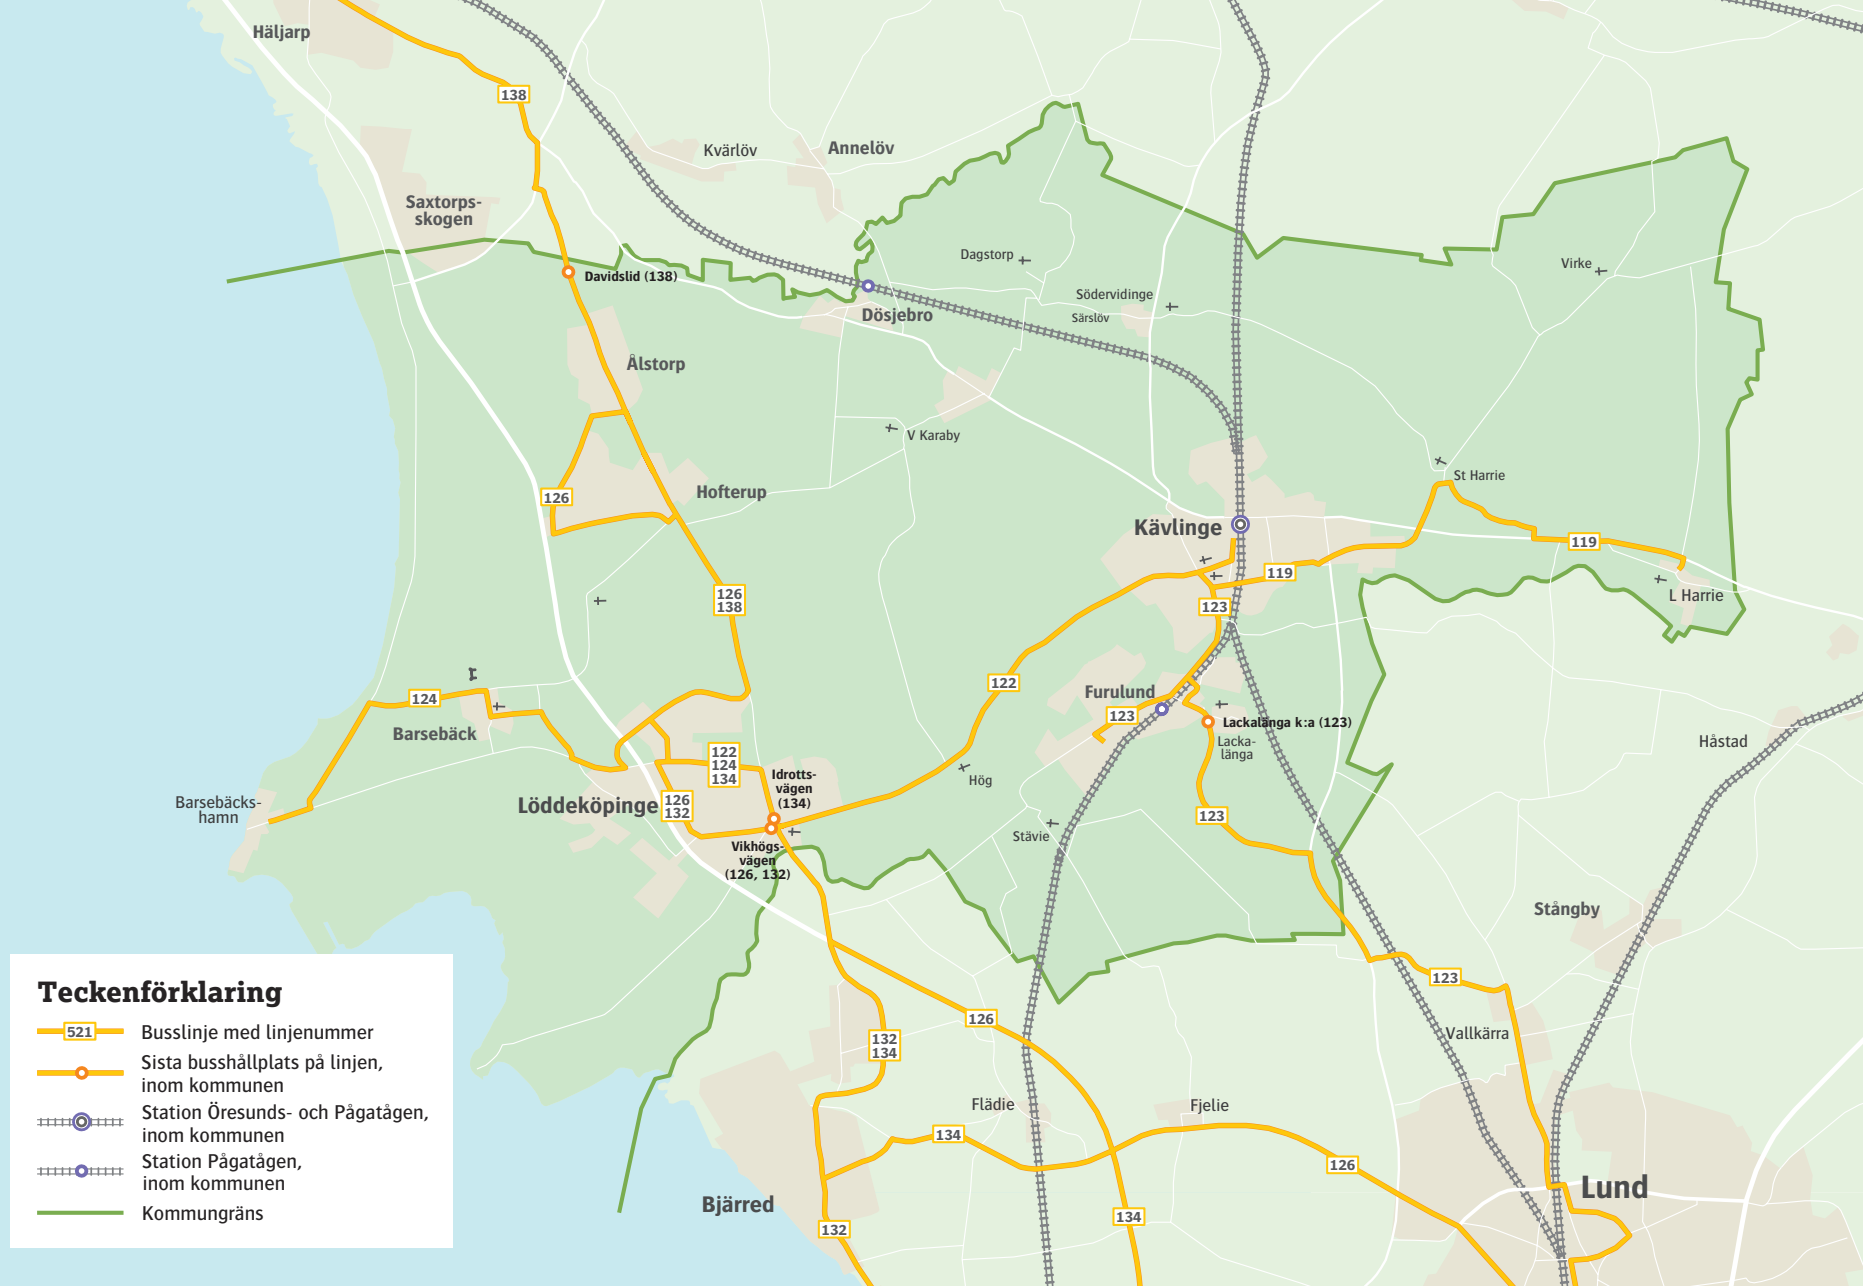 Häljarp
138
Kvärlöv
Annelöv
Saxtorps-
skogen
Dagstorp
Virke
Davidslid (138)
Södervidinge
Dösjebro
Särslöv
Ålstorp
V Karaby
St Harrie
Hofterup
126
Kävlinge
119
119
L Harrie
126
138
123
122
Furulund
124
123
Lackalänga k:a (123)
Barsebäck
Lacka-
länga
Håstad
122
124
134
Idrotts-
vägen
(134)
Hög
Barsebäcks-
hamn
Löddeköpinge
126
132
123
Stävie
Vikhögs-
vägen
(126, 132)
Stångby
123
126
Vallkärra
132
134
Flädie
Fjelie
134
126
Lund
Bjärred
134
132
Teckenförklaring
521
Busslinje med linjenummer
Sista busshållplats på linjen,
inom kommunen
Station Öresunds- och Pågatågen,
inom kommunen
Station Pågatågen,
inom kommunen
Kommungräns